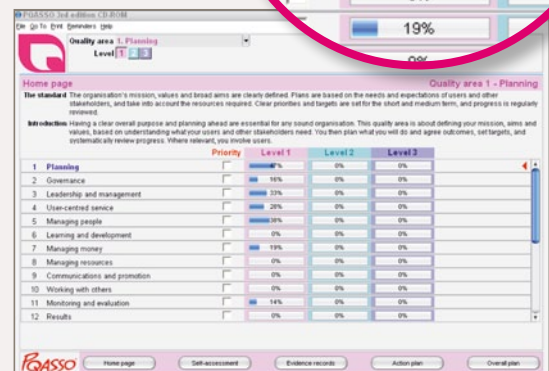 19%
0%
PQASSO 3rd edition CD-ROM
File Go To Print Reminders Help
Quality area 1. Planning
Level 1 2 3
Home page Quality area 1 - Planning
The standard The organisation's mission, values and broad aims are clearly defined. Plans are based on the needs and expectations of users and other
stakeholders, and take into account the resources required. Clear priorities and targets are set for the short and medium term, and progress is regularly
reviewed.
Introduction Having a clear overall purpose and planning ahead are essential for any sound organisation. This quality area is about defining your mission, aims and
values, based on understanding what your users and other stakeholders need. You then plan what you will do and agree outcomes, set targets, and
systematically review progress. Where relevant, you involve users.
Priority Level 1 Level 2 Level 3
1 Planning 0% 0%
2 Governance 16% 0% 0%
3 Leadership and management 33% 0% 0%
4 User-centred service 28% 0% 0%
5 Managing people 38% 0% 0%
6 Learning and development 0% 0% 0%
7 Managing money 19% 0% 0%
8 Managing resources 0% 0% 0%
9 Communications and promotion 0% 0% 0%
10 Working with others 0% 0% 0%
11 Monitoring and evaluation 14% 0% 0%
12 Results 0% 0% 0%
PQASSO Home page Self-assessment Evidence records Action plan Overall plan